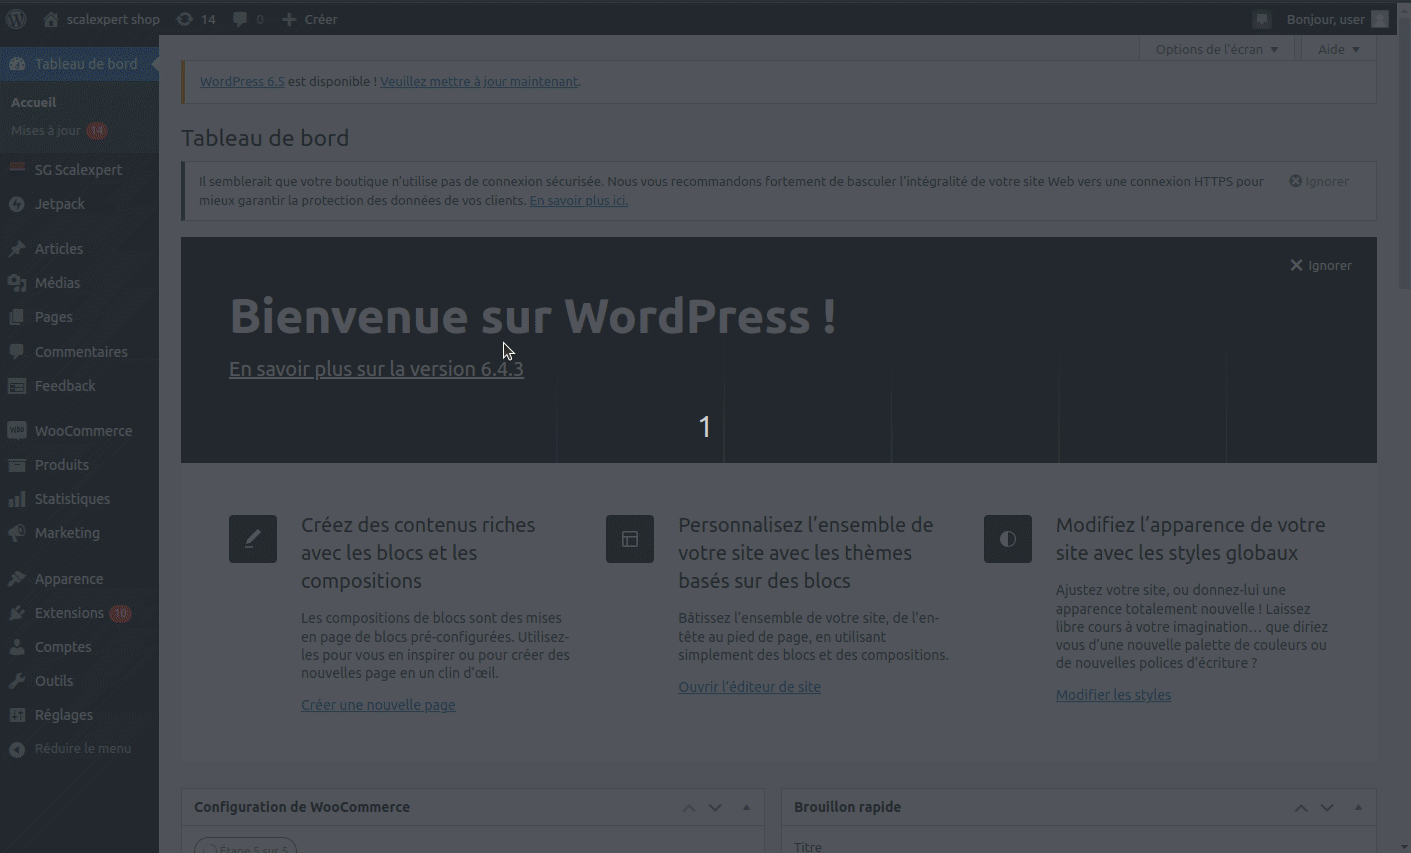 scalexpert shop 14 0 Créer Bonjour, user
Options de l'écran Aide
Tableau de bord
Accueil
Mises à jour 14
SG Scalexpert
Jetpack
Articles
Médias
Pages
Commentaires
Feedback
WooCommerce
Produits
Statistiques
Marketing
Apparence
Extensions 10
Comptes
Outils
Réglages
Réduire le menu
WordPress 6.5 est disponible ! Veuillez mettre à jour maintenant.
Tableau de bord
Il semblerait que votre boutique n'utilise pas de connexion sécurisée. Nous vous recommandons fortement de basculer l'intégralité de votre site Web vers une connexion HTTPS pour
mieux garantir la protection des données de vos clients. En savoir plus ici.
Ignorer
Ignorer
Bienvenue sur WordPress !
En savoir plus sur la version 6.4.3
1
Créez des contenus riches
avec les blocs et les
compositions
Les compositions de blocs sont des mises
en page de blocs pré-configurées. Utilisez-
les pour vous en inspirer ou pour créer des
nouvelles page en un clin d'œil.
Créer une nouvelle page
Personnalisez l'ensemble de
votre site avec les thèmes
basés sur des blocs
Bâtissez l'ensemble de votre site, de l'en-
tête au pied de page, en utilisant
simplement des blocs et des compositions.
Ouvrir l'éditeur de site
Modifiez l'apparence de votre
site avec les styles globaux
Ajustez votre site, ou donnez-lui une
apparence totalement nouvelle ! Laissez
libre cours à votre imagination… que diriez
vous d'une nouvelle palette de couleurs ou
de nouvelles polices d'écriture ?
Modifier les styles
Configuration de WooCommerce
Étape 5 sur 5
Brouillon rapide
Titre